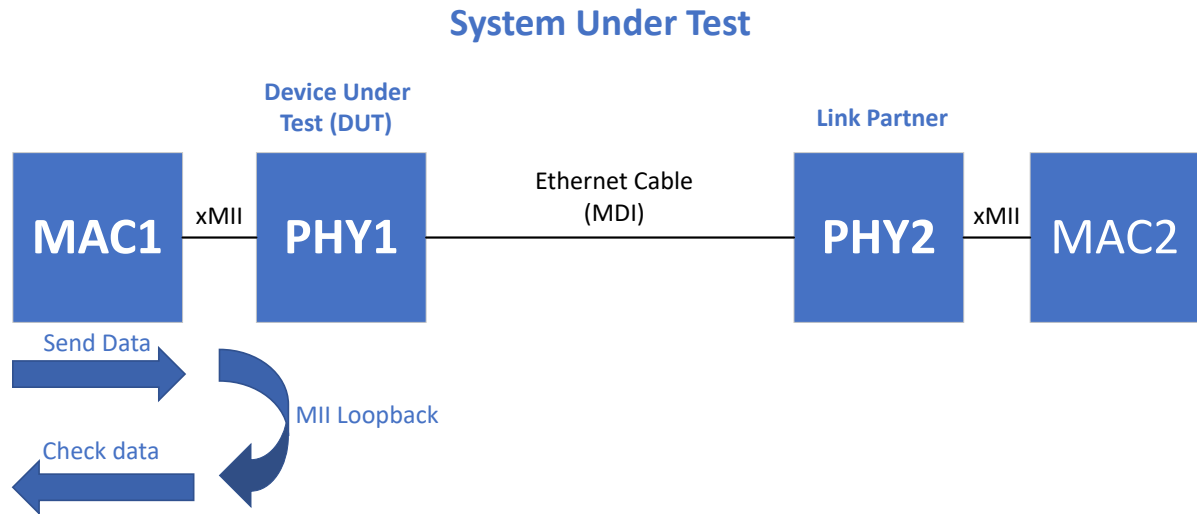 System Under Test
Device Under
Test (DUT)
Link Partner
MAC1
xMII
PHY1
Ethernet Cable
(MDI)
PHY2
xMII
MAC2
Send Data
MII Loopback
Check data